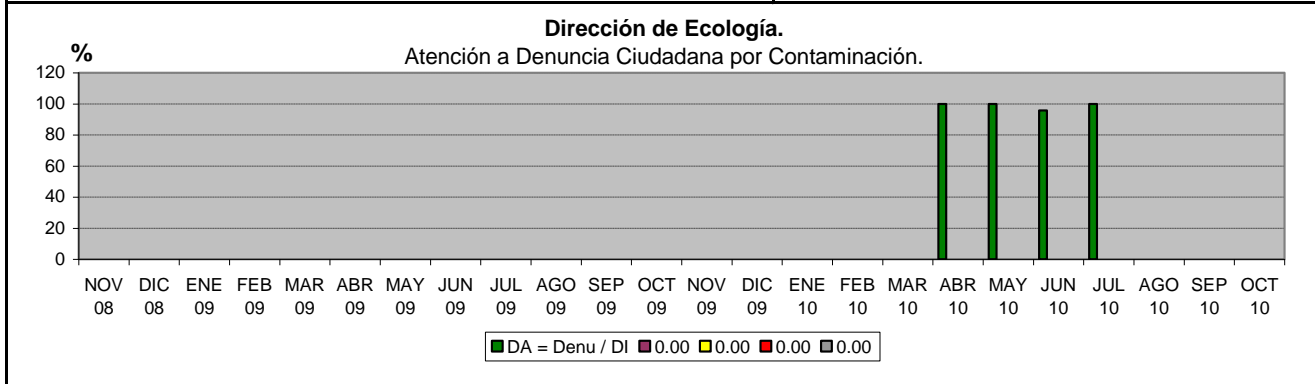 Dirección de Ecología.
%
Atención a Denuncia Ciudadana por Contaminación.
120
100
80
60
40
20
0
NOV DIC ENE FEB MAR ABR MAY JUN JUL AGO SEP OCT NOV DIC ENE FEB MAR ABR MAY JUN JUL AGO SEP OCT
08 08 09 09 09 09 09 09 09 09 09 09 09 09 10 10 10 10 10 10 10 10 10 10
DA = Denu / DI 0.00 0.00 0.00 0.00